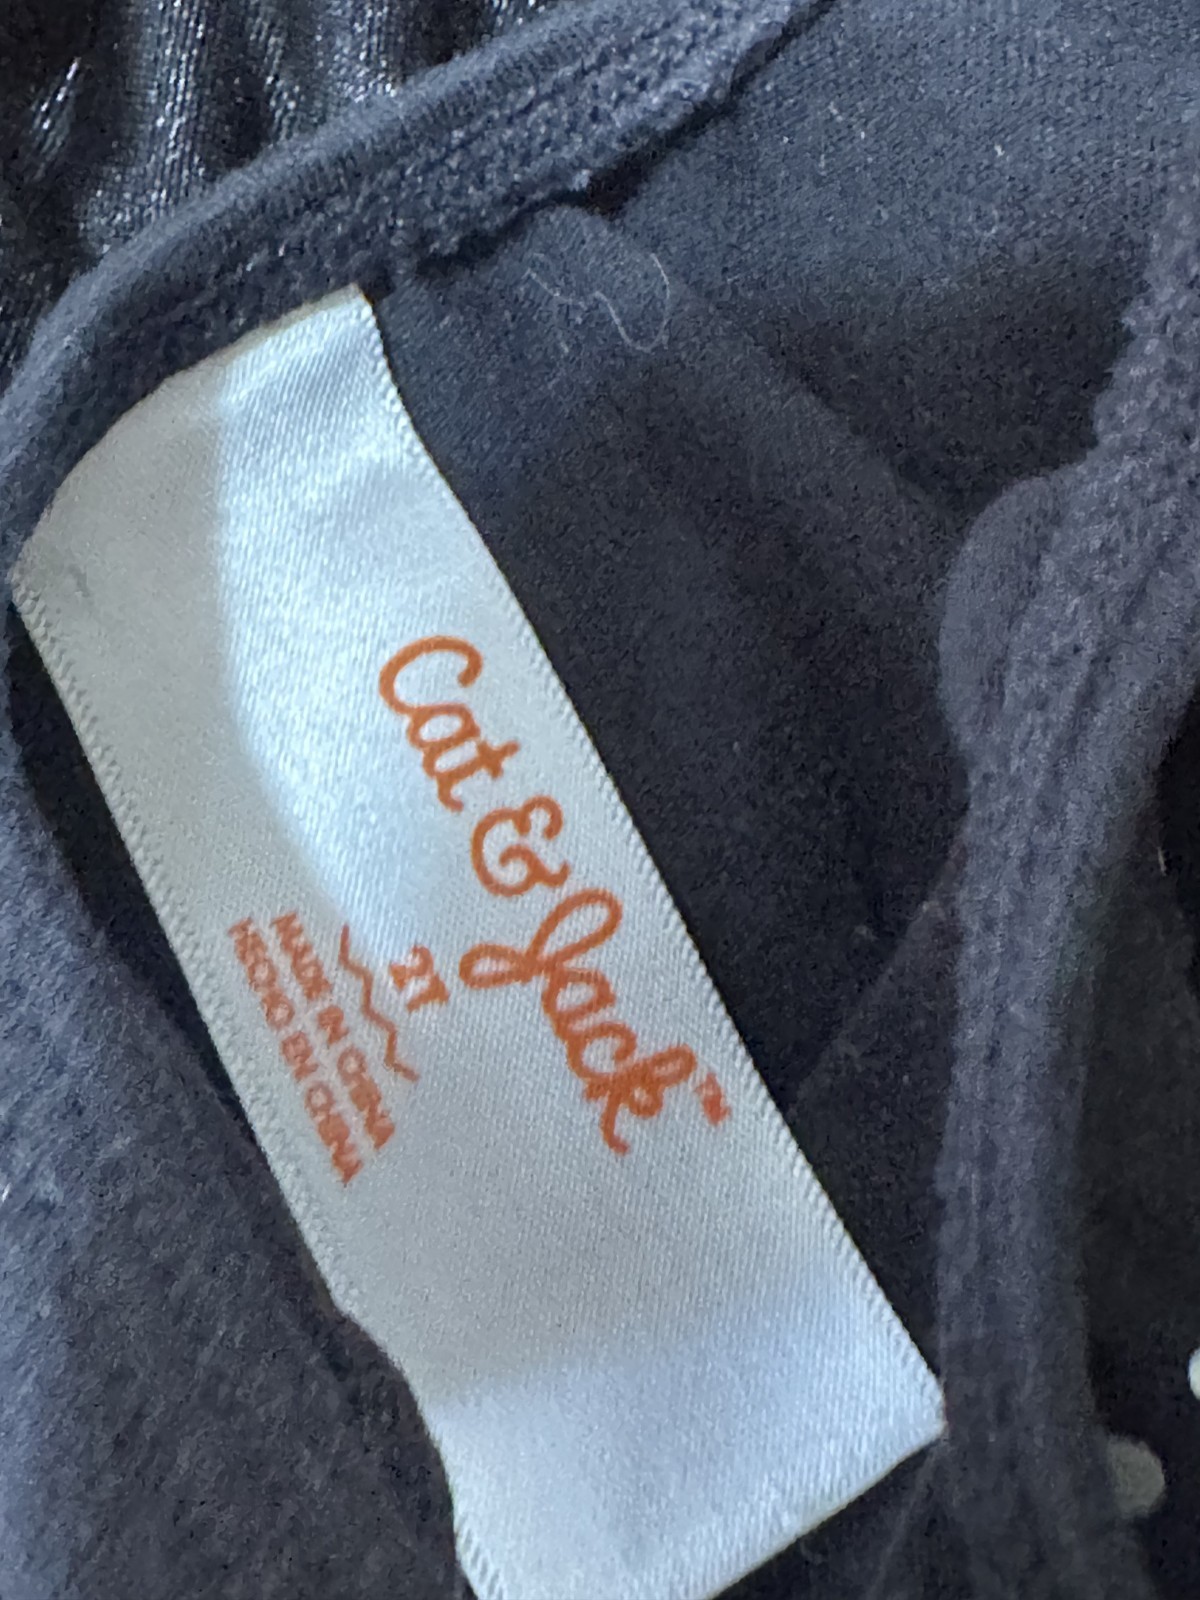 Cat & Jack™
2T
MADE IN CHINA
HECHO EN CHINA